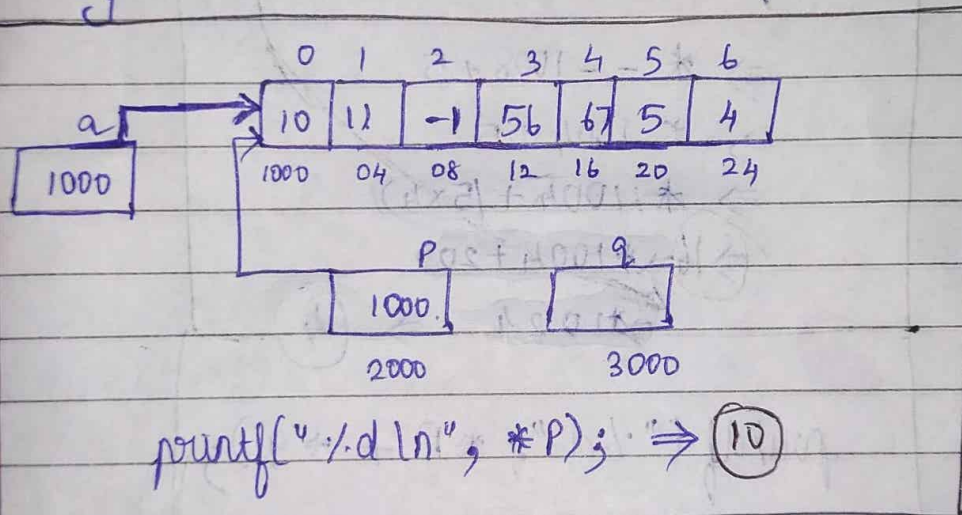 0 1 2 3 4 5 6
a 10 11 -1 56 67 5 4
1000 1000 04 08 12 16 20 24
p q
1000
2000 3000
printf("%d\n", *p); ⇒ 10